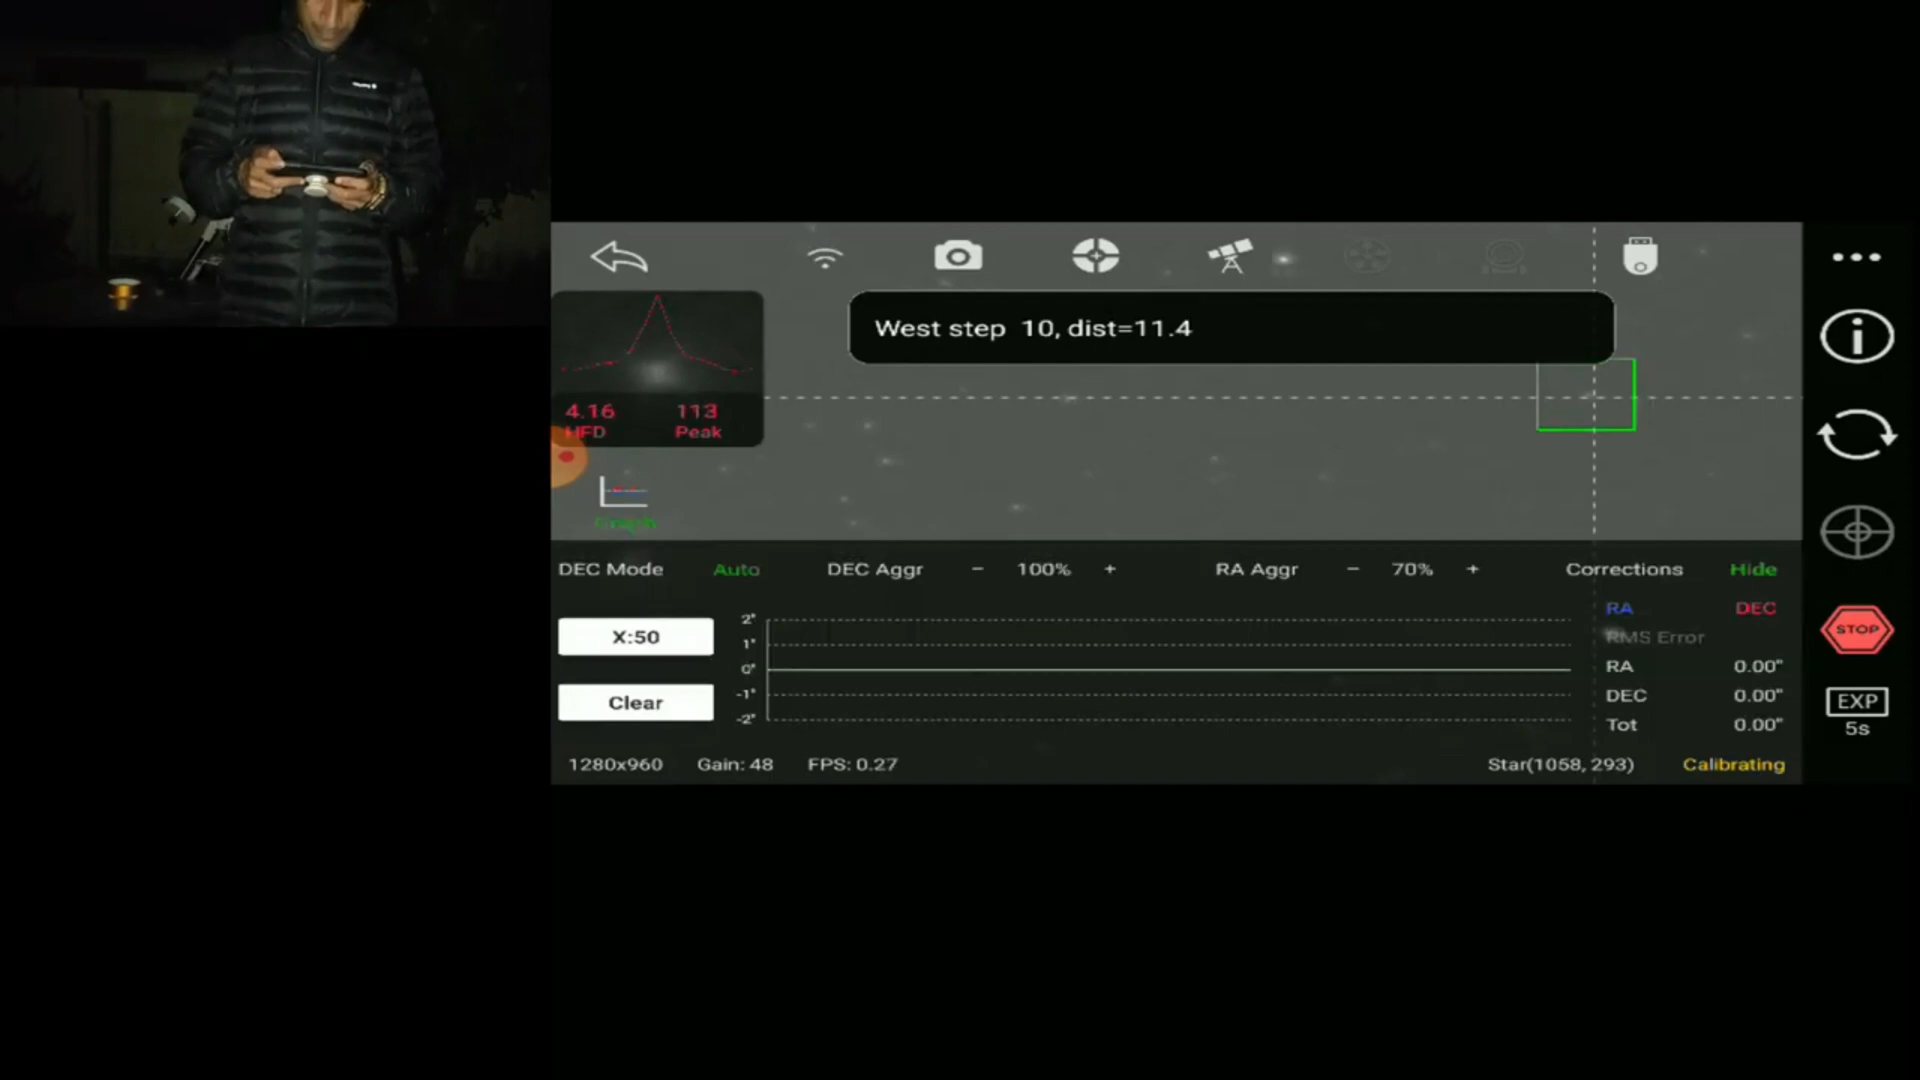 West step 10, dist=11.4
4.16 113
HFD Peak
Graph
DEC Mode Auto DEC Aggr - 100% + RA Aggr - 70% + Corrections Hide
RA DEC
X:50
2"
1"
0"
-1"
-2"
RMS Error
RA 0.00"
DEC 0.00"
Tot 0.00"
Clear
1280x960 Gain: 48 FPS: 0.27 Star(1058, 293) Calibrating
STOP
EXP
5s